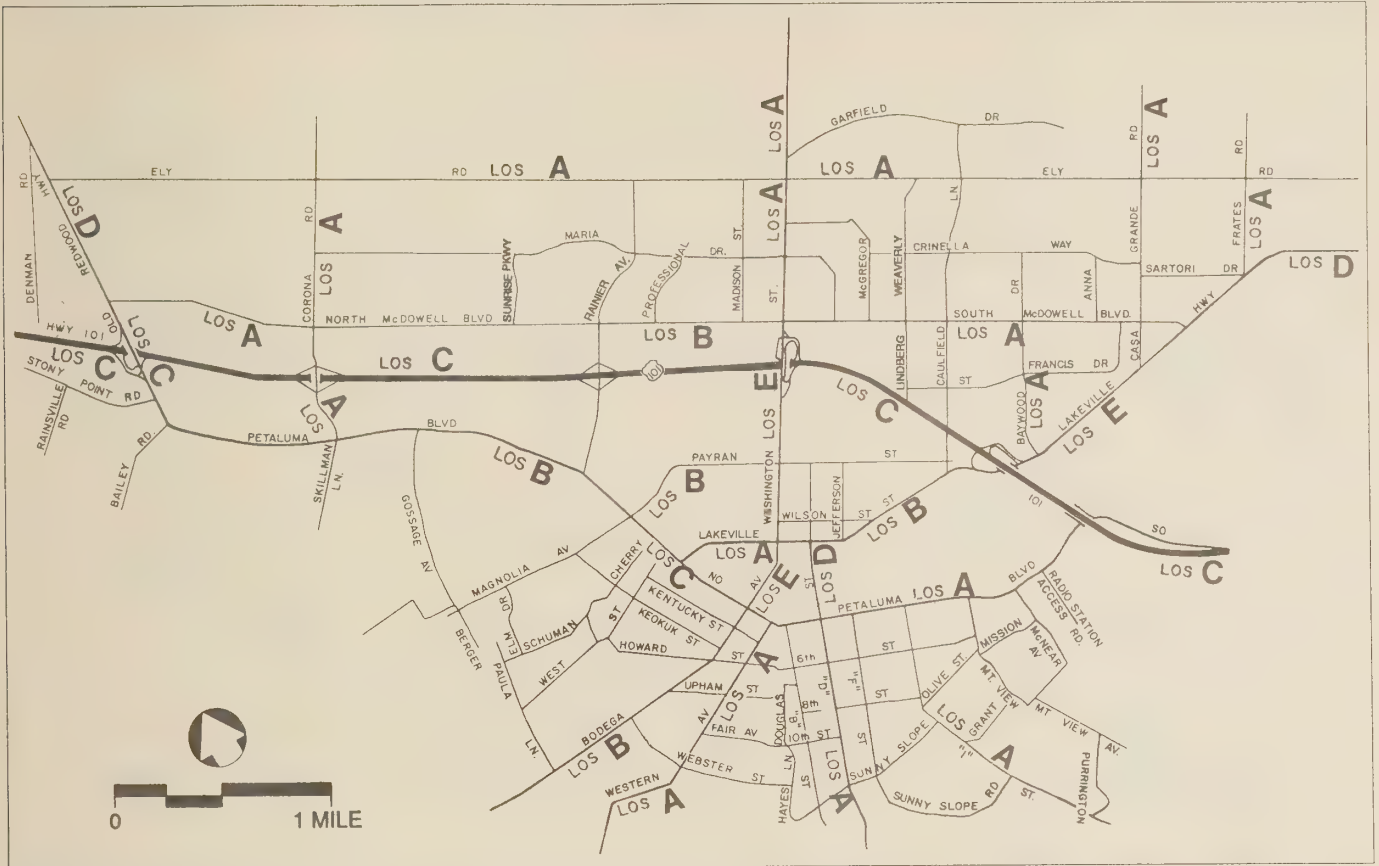 LOS A
GARFIELD DR
LOS A
ELY RD LOS A
LOS A
ELY RD
RD
RD
HWY
LOS D
REDWOOD
OLD
DENMAN
RD
LOS A
CORONA
RD
LOS A
MARIA DR.
SUNRISE PKWY
RAINIER AV.
PROFESSIONAL
MADISON
ST.
ST.
McGREGOR
WEAVERLY
CRINELLA WAY
LN.
DR
ANNA
GRANDE
FRATES
LOS A
SARTORI DR
LOS D
HWY
HWY 101
LOS C
LOS C
LOS A
NORTH McDOWELL BLVD
LOS B
SOUTH McDOWELL BLVD.
LOS A
LOS C
101
E
LOS
LOS C
LINDBERG
CAULFIELD
ST
FRANCIS DR
CASA
BAYWOOD
LOS A
LAKEVILLE
LOS E
STONY POINT RD
RAINSVILLE RD
BAILEY RD
LOS A
SKILLMAN LN.
PETALUMA BLVD
LOS B
PAYRAN ST
LOS B
WASHINGTON
WILSON ST
JEFFERSON
ST
LOS B
101
SO
LOS C
GOSSAGE AV
LAKEVILLE
LOS A
LOS E
AV
LOS D
ST
MAGNOLIA AV
CHERRY
ST
LOS C
NO
KENTUCKY ST
KEOKUK ST
PETALUMA LOS A BLVD
RADIO STATION ACCESS RD.
BERGER
ELM DR
SCHUMAN
PAULA LN.
WEST
HOWARD ST
6th ST
"D"
"F"
MISSION
McNEAR AV
OLIVE ST.
MT. VIEW
MT VIEW AV.
UPHAM ST
LOS A
AV
DOUGLAS
"B"
8th ST
10th ST
FAIR AV
ST
LOS A
GRANT
"I" ST.
PURRINGTON
BODEGA
LOS B
WEBSTER ST
HAYES
LN.
ST
LOS A
SUNNY SLOPE
SUNNY SLOPE RD
WESTERN
LOS A
0 1 MILE